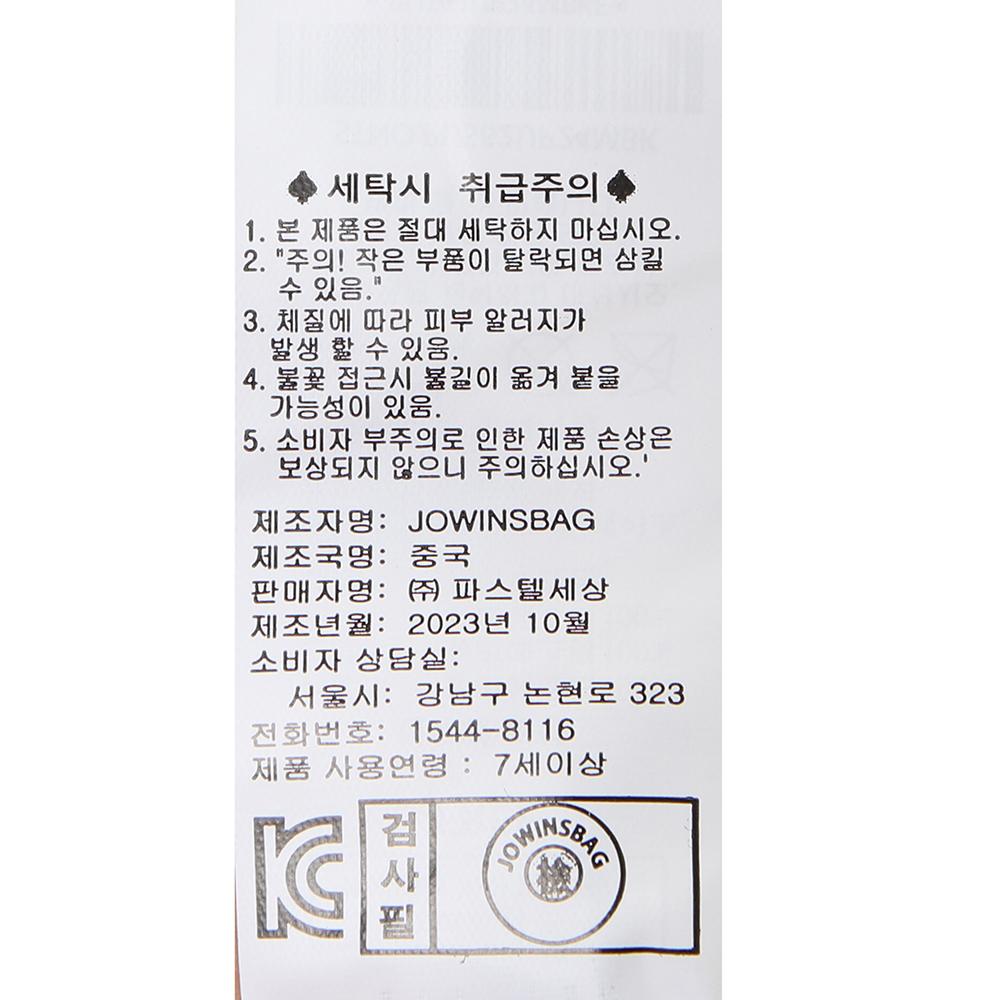 ♠세탁시 취급주의♠
1. 본 제품은 절대 세탁하지 마십시오.
2. "주의! 작은 부품이 탈락되면 삼킬
수 있음."
3. 체질에 따라 피부 알러지가
발생 할 수 있움.
4. 불꽃 접근시 불길이 옮겨 붙을
가능성이 있움.
5. 소비자 부주의로 인한 제품 손상은
보상되지 않으니 주의하십시오.'
제조자명: JOWINSBAG
제조국명: 중국
판매자명: ㈜ 파스텔세상
제조년월: 2023년 10월
소비자 상담실:
서울시: 강남구 논현로 323
전화번호: 1544-8116
제품 사용연령 : 7세이상
KC
검사필
JOWINSBAG
檢